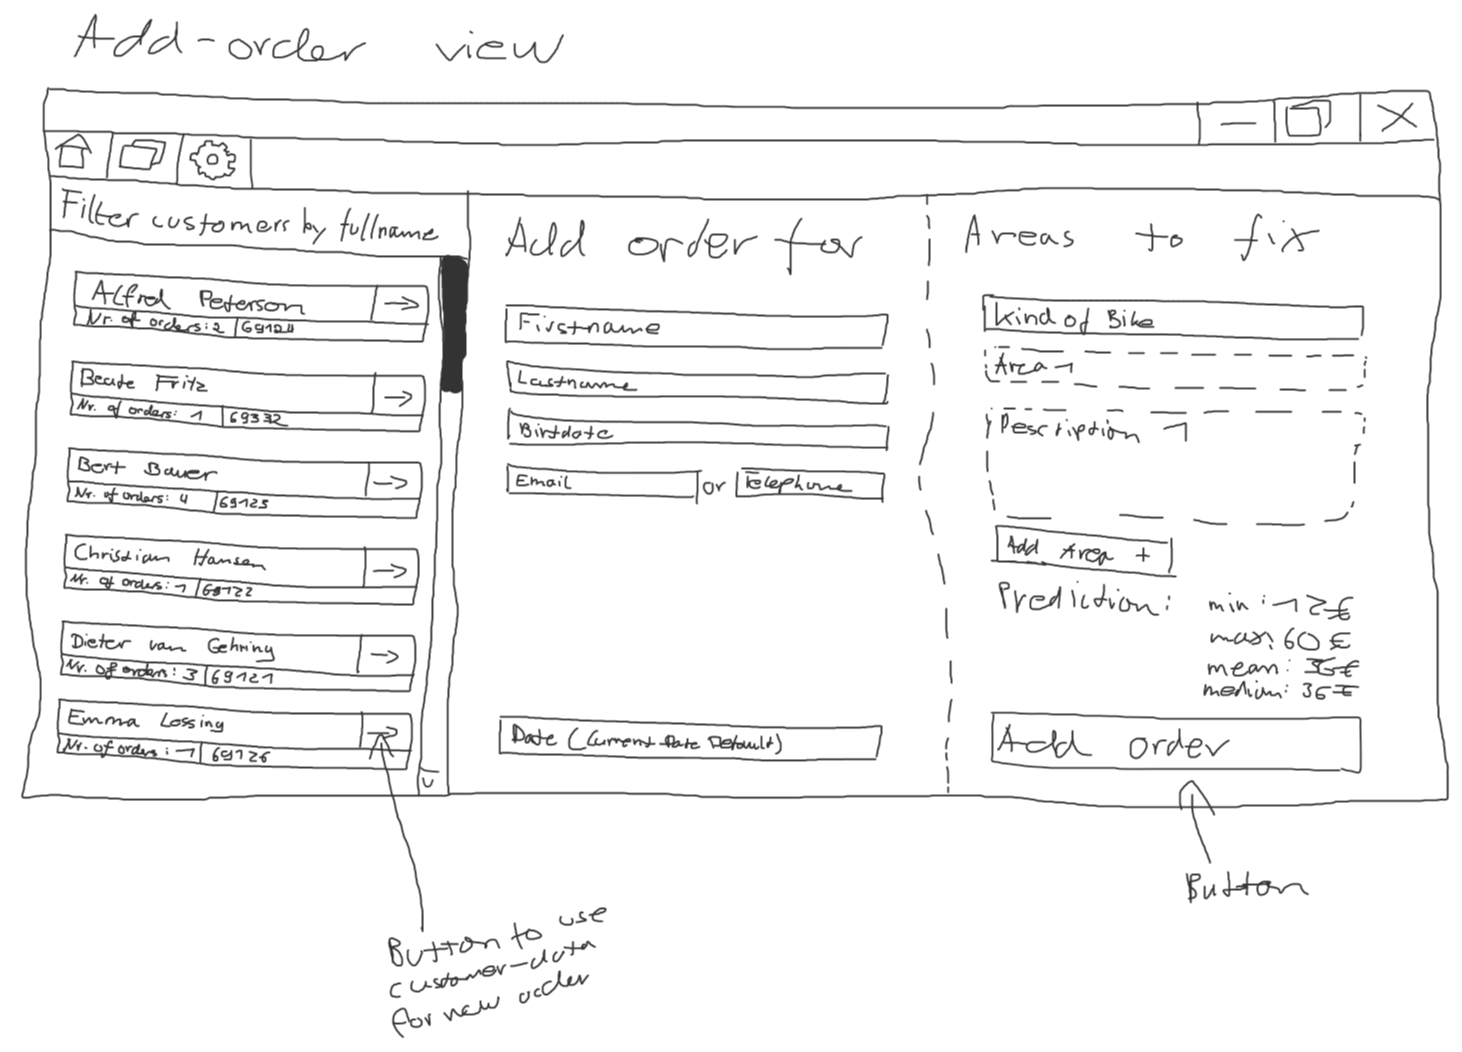 Add-order view
Filter customers by fullname
Alfred Peterson
Nr. of orders: 2 69124
Beate Fritz
Nr. of orders: 1 69332
Bert Bauer
Nr. of orders: 4 69123
Christian Hansen
Nr. of orders: 1 69122
Dieter van Gehring
Nr. of orders: 3 69121
Emma Lossing
Nr. of orders: 1 69126
Add order for
Firstname
Lastname
Birtdate
Email or Telephone
Date (Current Date Default)
Areas to fix
Kind of Bike
Area 1
Description 1
Add Area +
Prediction: min: 12€
max: 60€
mean: 36€
median: 36€
Add order
Button to use
customer-data
for new order
Button